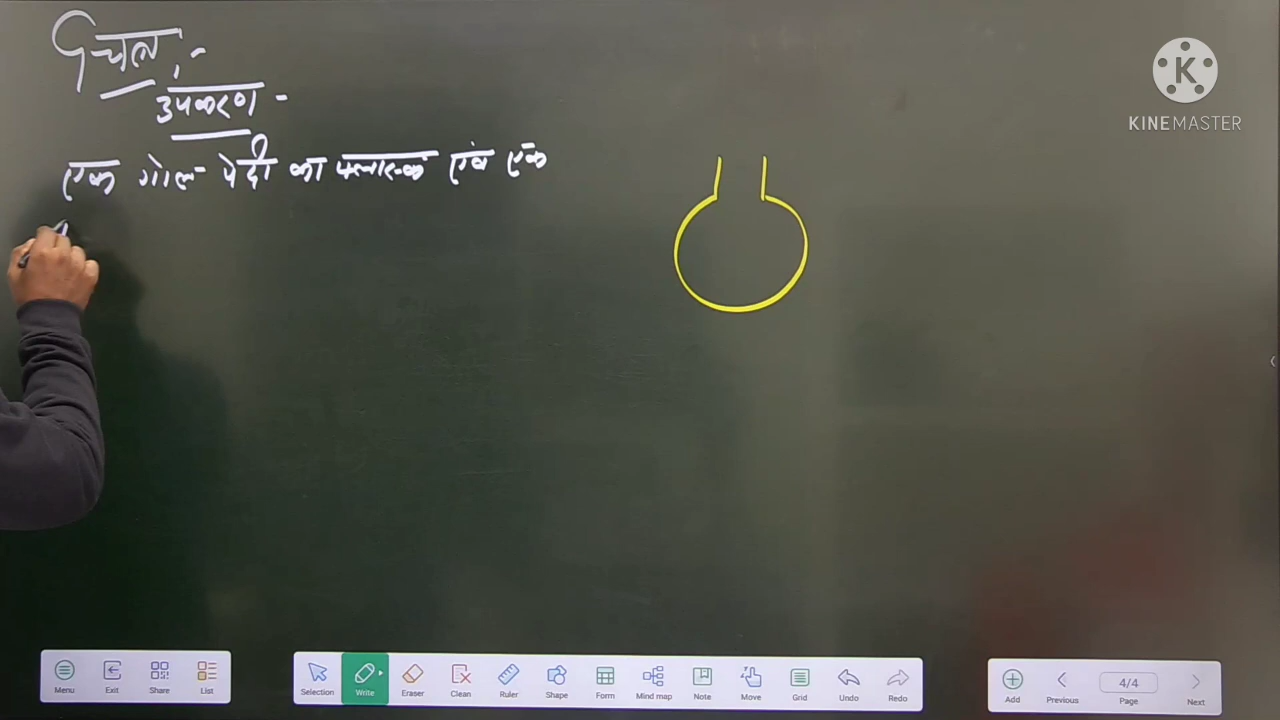 उपकरण -
एक गोल पेंदी का फ्लास्क एवं एक
KINEMASTER
Menu Exit Share List
Selection Write Eraser Clean Ruler Shape Form Mind map Note Move Grid Undo Redo
Add Previous 4/4 Page Next